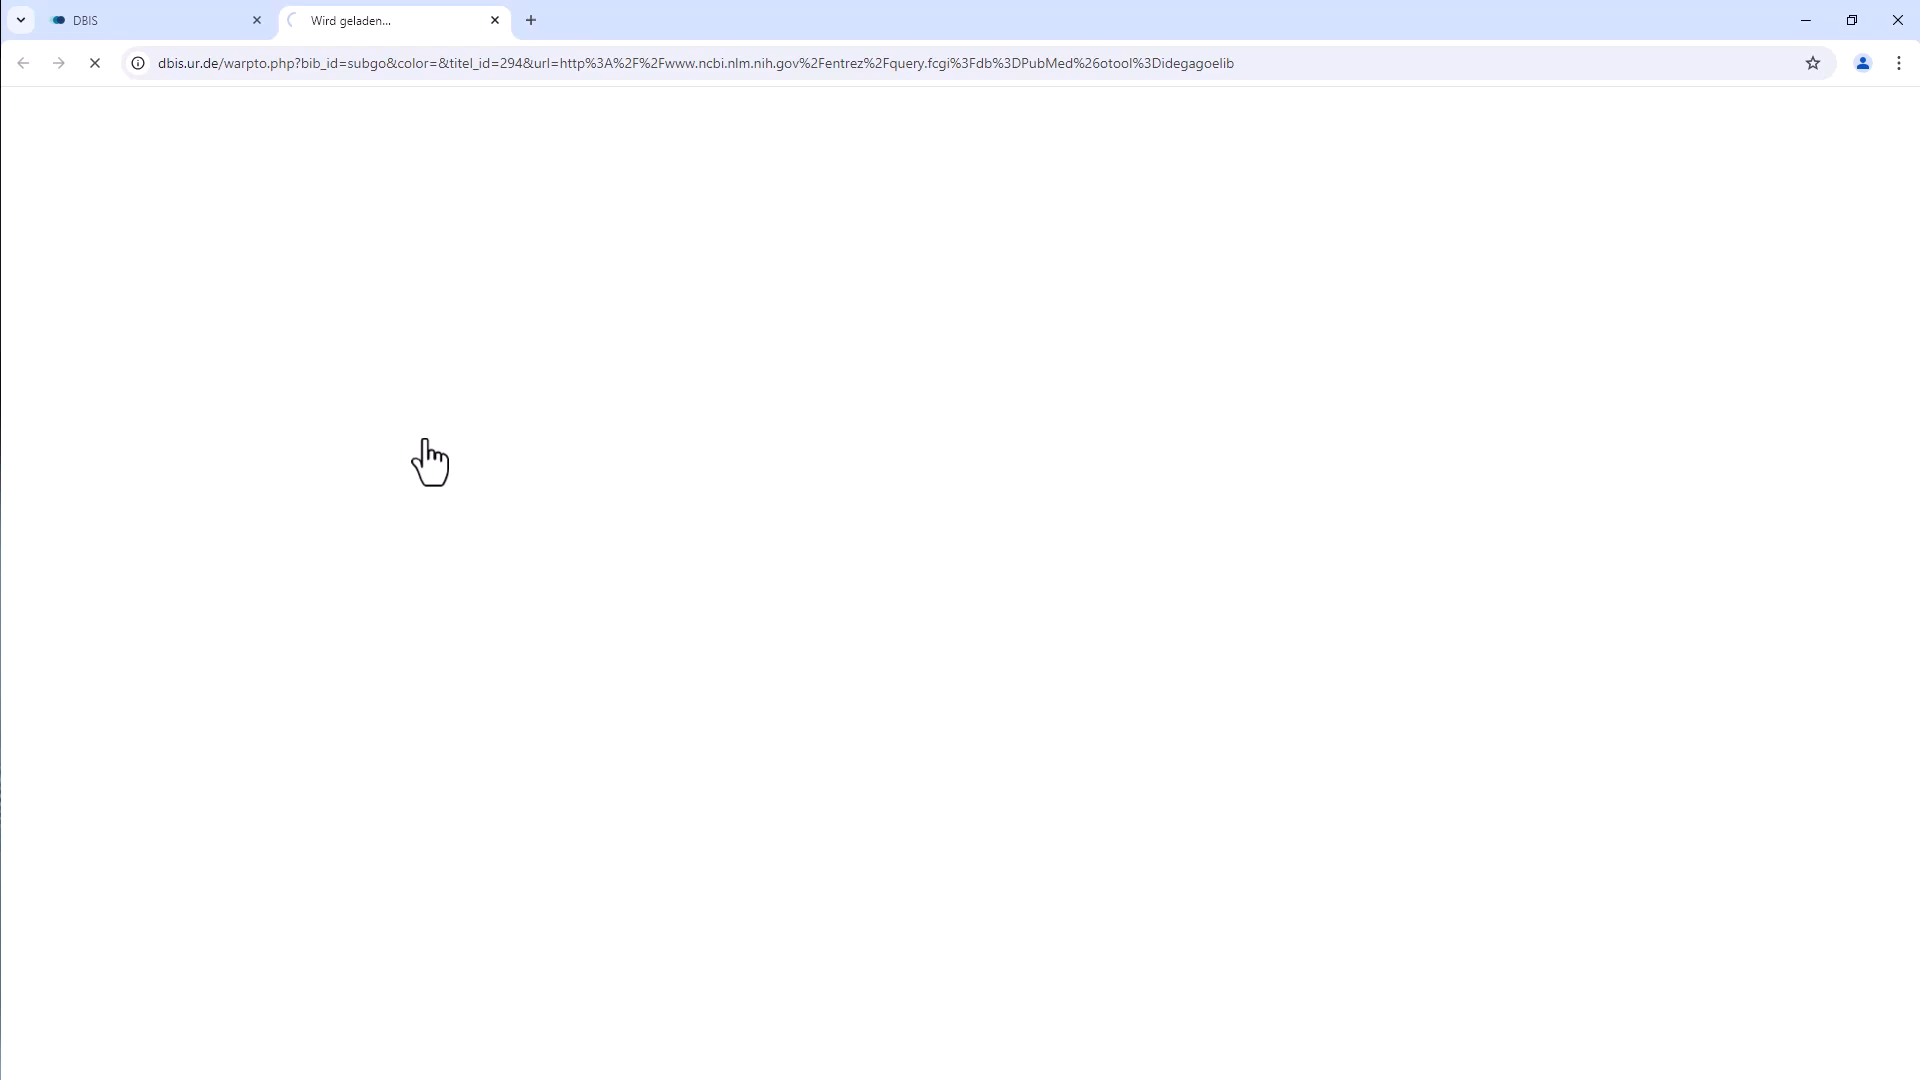 DBIS
Wird geladen...
dbis.ur.de/warpto.php?bib_id=subgo&color=&titel_id=294&url=http%3A%2F%2Fwww.ncbi.nlm.nih.gov%2Fentrez%2Fquery.fcgi%3Fdb%3DPubMed%26otool%3Didegagoelib